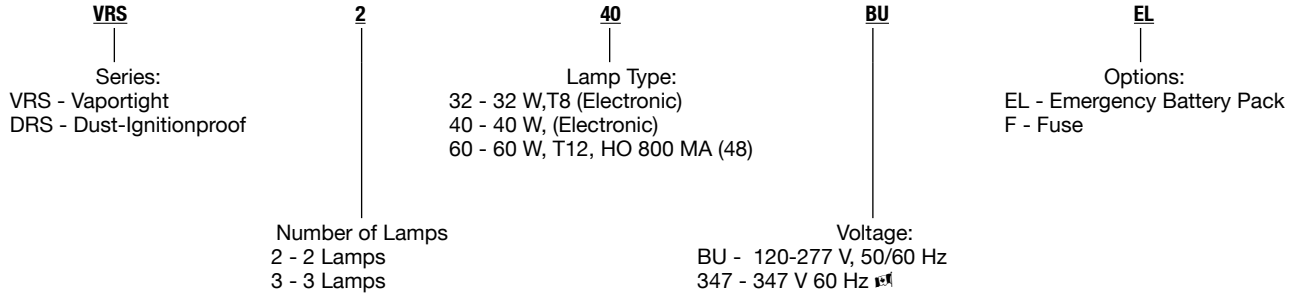 VRS 2 40 BU EL
Series:
VRS - Vaportight
DRS - Dust-Ignitionproof
Lamp Type:
32 - 32 W,T8 (Electronic)
40 - 40 W, (Electronic)
60 - 60 W, T12, HO 800 MA (48)
Options:
EL - Emergency Battery Pack
F - Fuse
Number of Lamps
2 - 2 Lamps
3 - 3 Lamps
Voltage:
BU - 120-277 V, 50/60 Hz
347 - 347 V 60 Hz